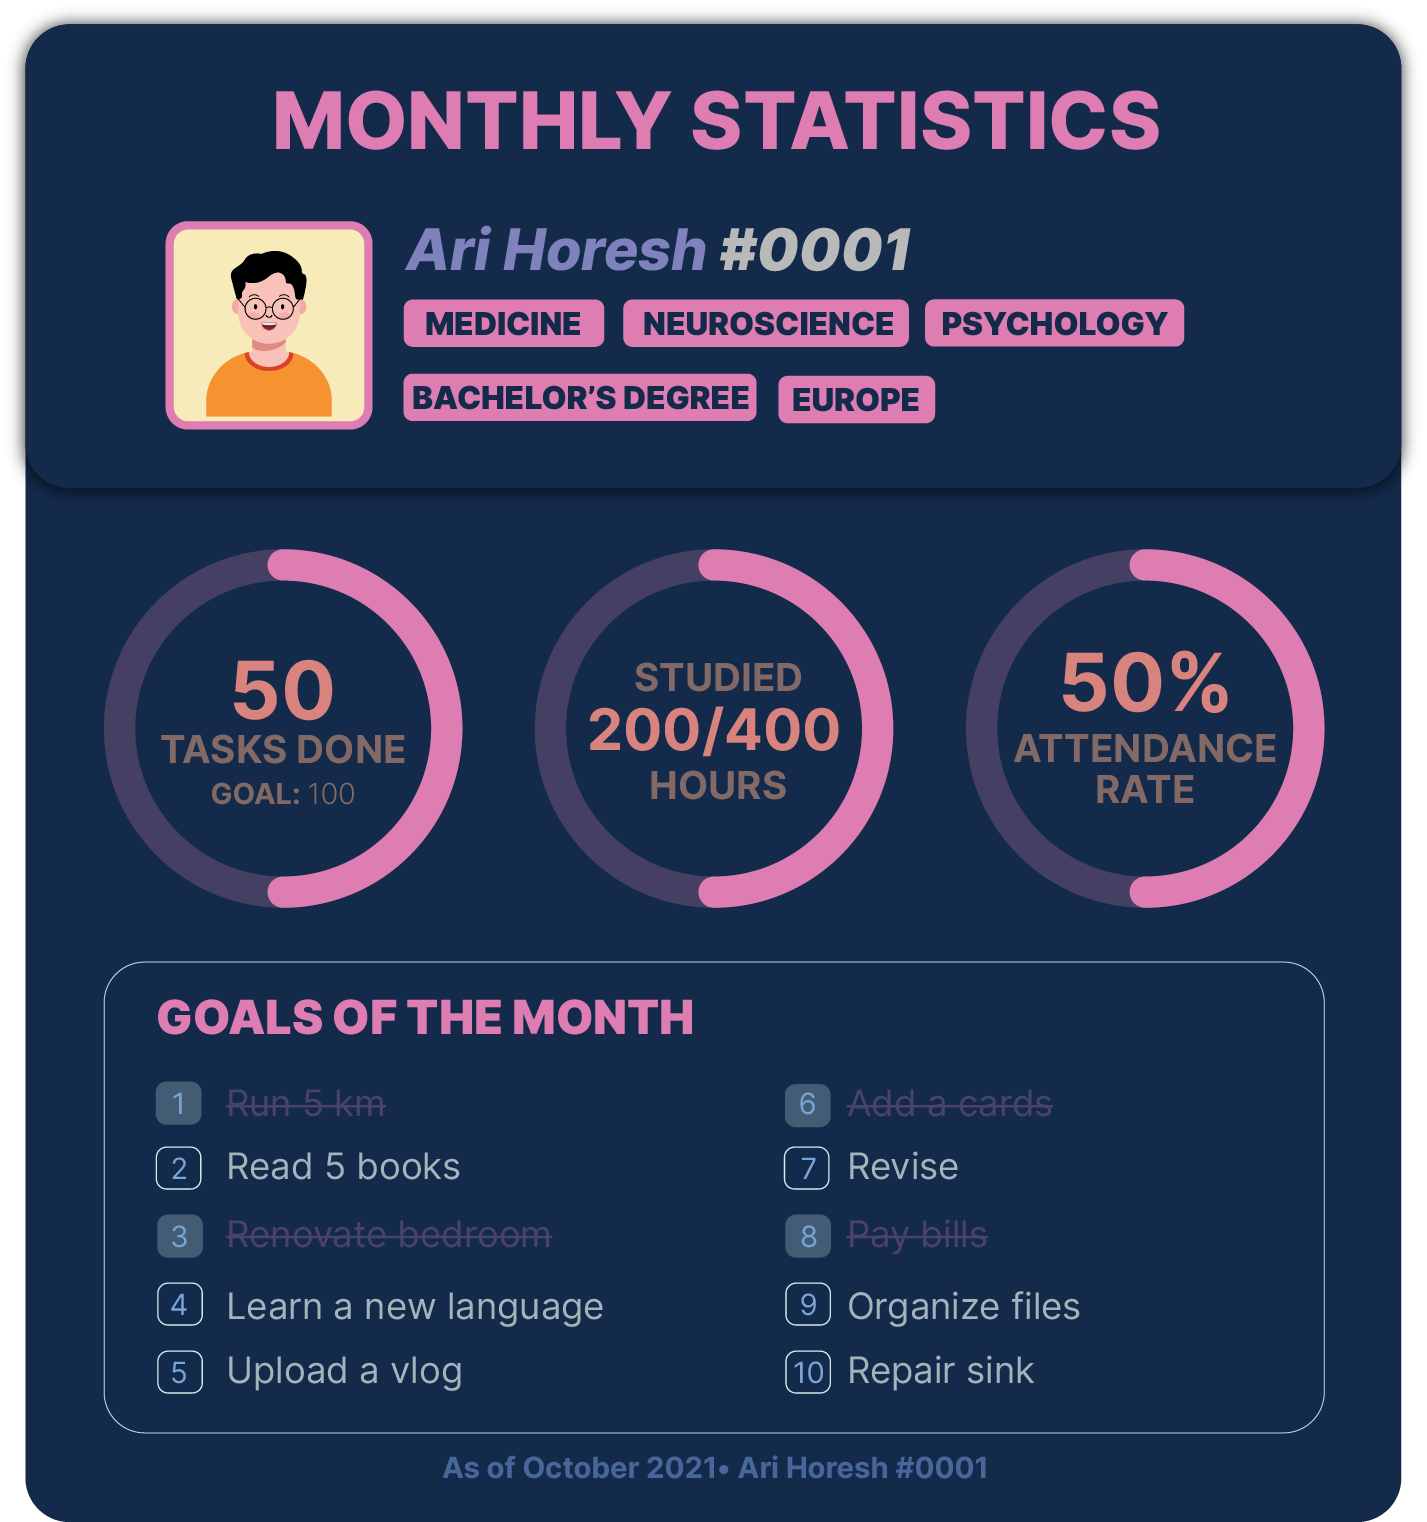 MONTHLY STATISTICS
Ari Horesh #0001
MEDICINE NEUROSCIENCE PSYCHOLOGY
BACHELOR’S DEGREE EUROPE
50
TASKS DONE
GOAL: 100
STUDIED
200/400
HOURS
50%
ATTENDANCE
RATE
GOALS OF THE MONTH
1 Run 5 km
2 Read 5 books
3 Renovate bedroom
4 Learn a new language
5 Upload a vlog
6 Add a cards
7 Revise
8 Pay bills
9 Organize files
10 Repair sink
As of October 2021• Ari Horesh #0001